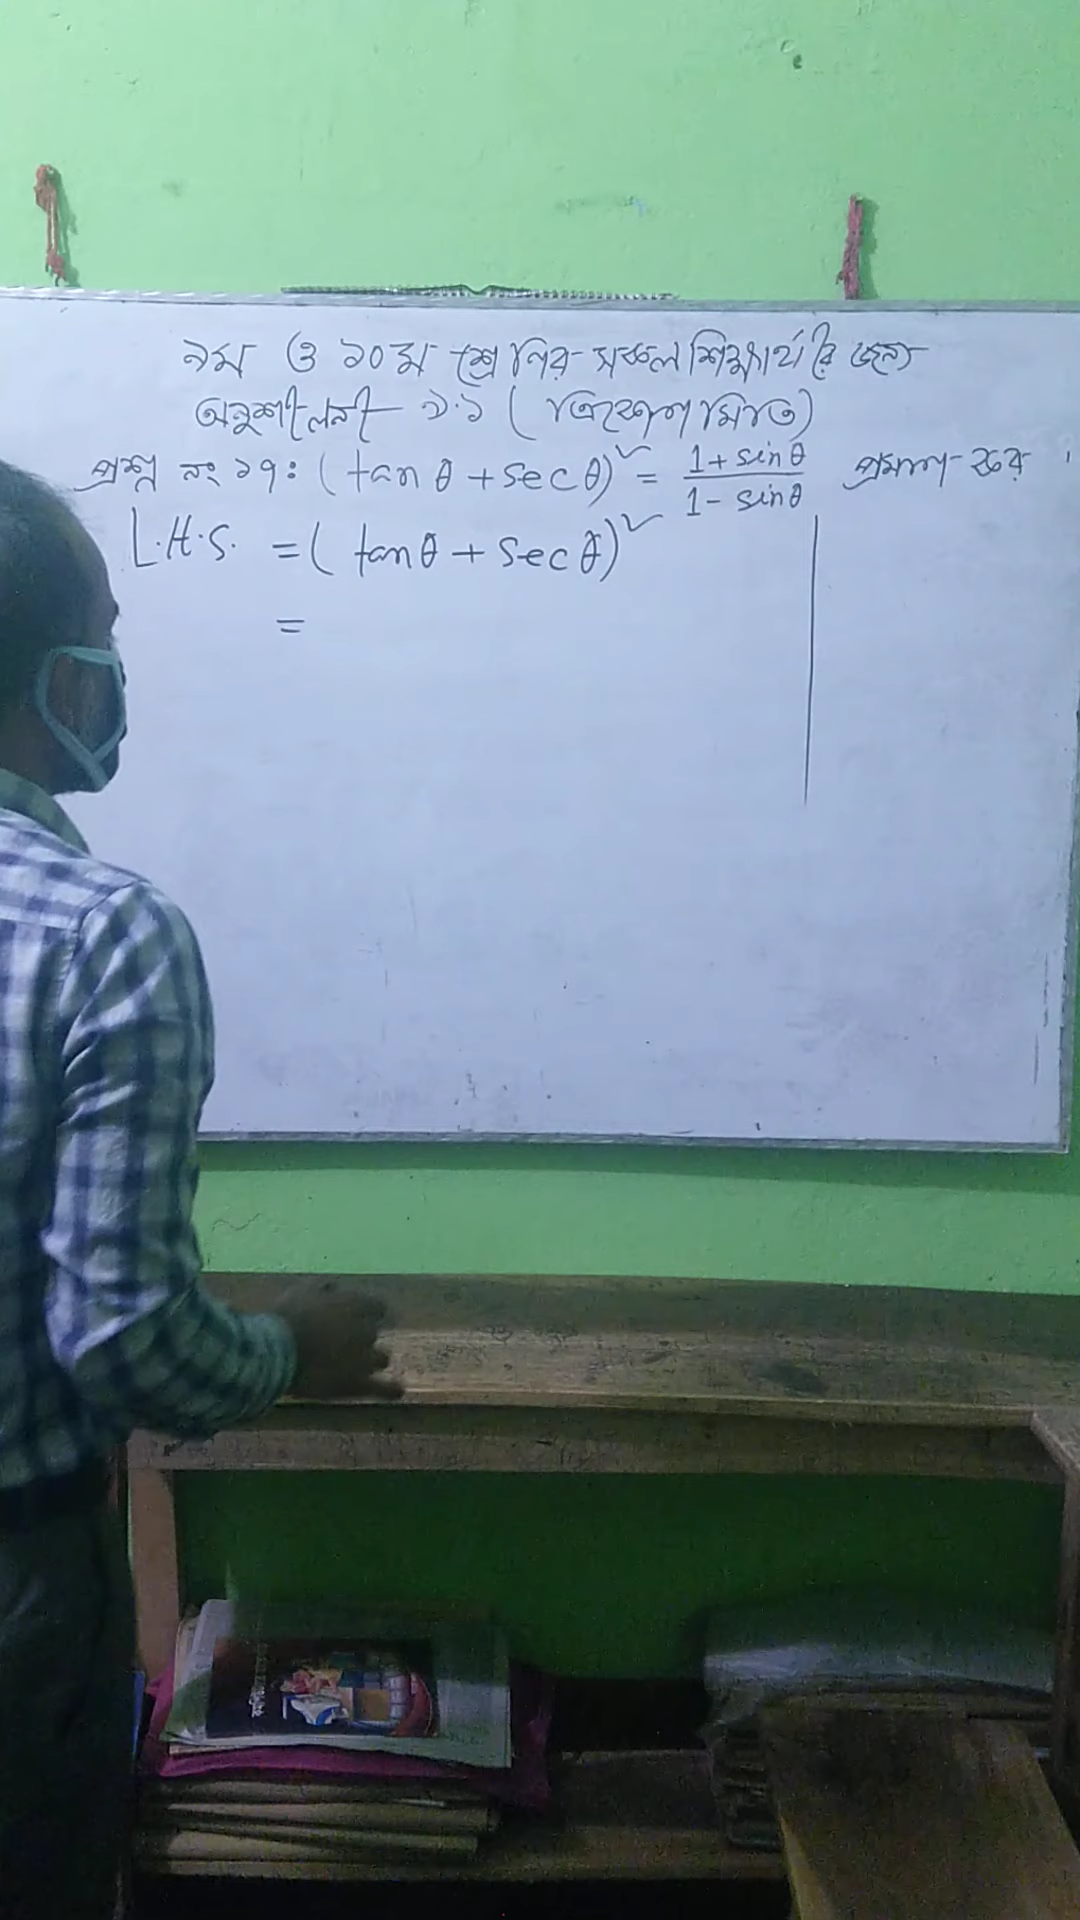 ৯ম ও ১০ম শ্রেণির সকল শিক্ষার্থীর জন্য
অনুশীলনী ৯.১ (ত্রিকোণমিতি)
প্রশ্ন নং ১৭: (tan θ + sec θ)² = (1 + sin θ)/(1 - sin θ) প্রমাণ কর।
L.H.S. = (tan θ + sec θ)²
=